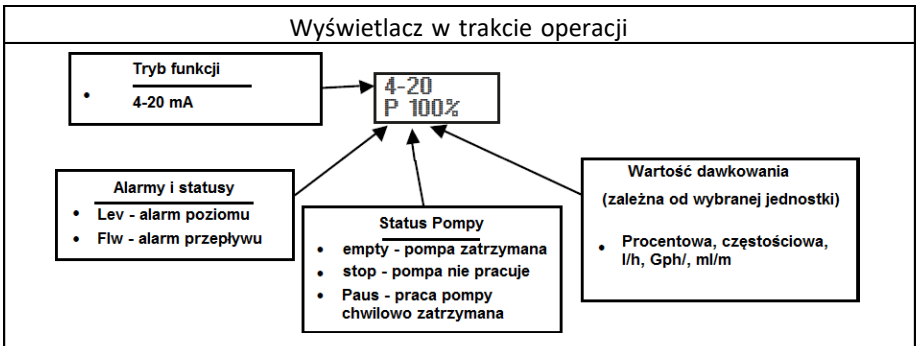 Wyświetlacz w trakcie operacji
Tryb funkcji
• 4-20 mA
4-20
P 100%
Alarmy i statusy
• Lev - alarm poziomu
• Flw - alarm przepływu
Status Pompy
• empty - pompa zatrzymana
• stop - pompa nie pracuje
• Paus - praca pompy
chwilowo zatrzymana
Wartość dawkowania
(zależna od wybranej jednostki)
• Procentowa, częstościowa,
l/h, Gph/, ml/m